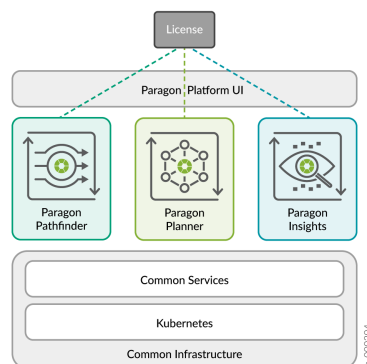 License
Paragon Platform UI
Paragon
Pathfinder
Paragon
Planner
Paragon
Insights
Common Services
Kubernetes
Common Infrastructure